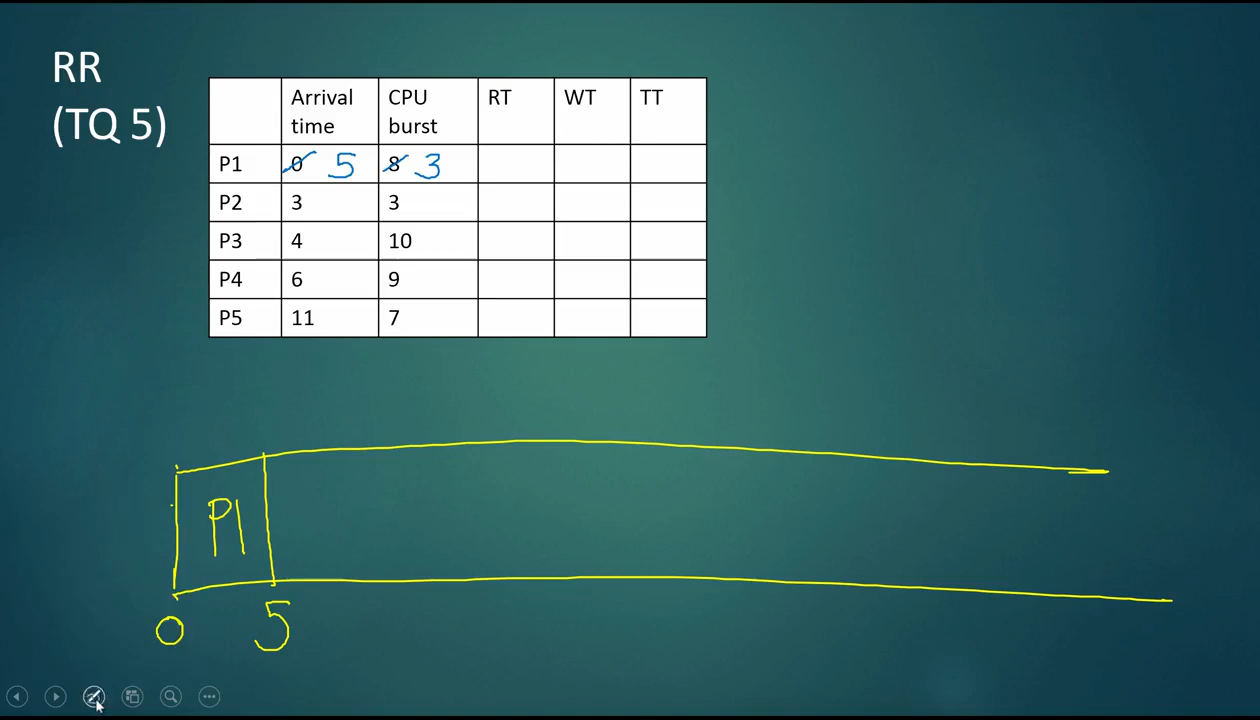 RR
(TQ 5)
Arrival time CPU burst RT WT TT
P1 0 5 8 3
P2 3 3
P3 4 10
P4 6 9
P5 11 7
P1
0 5